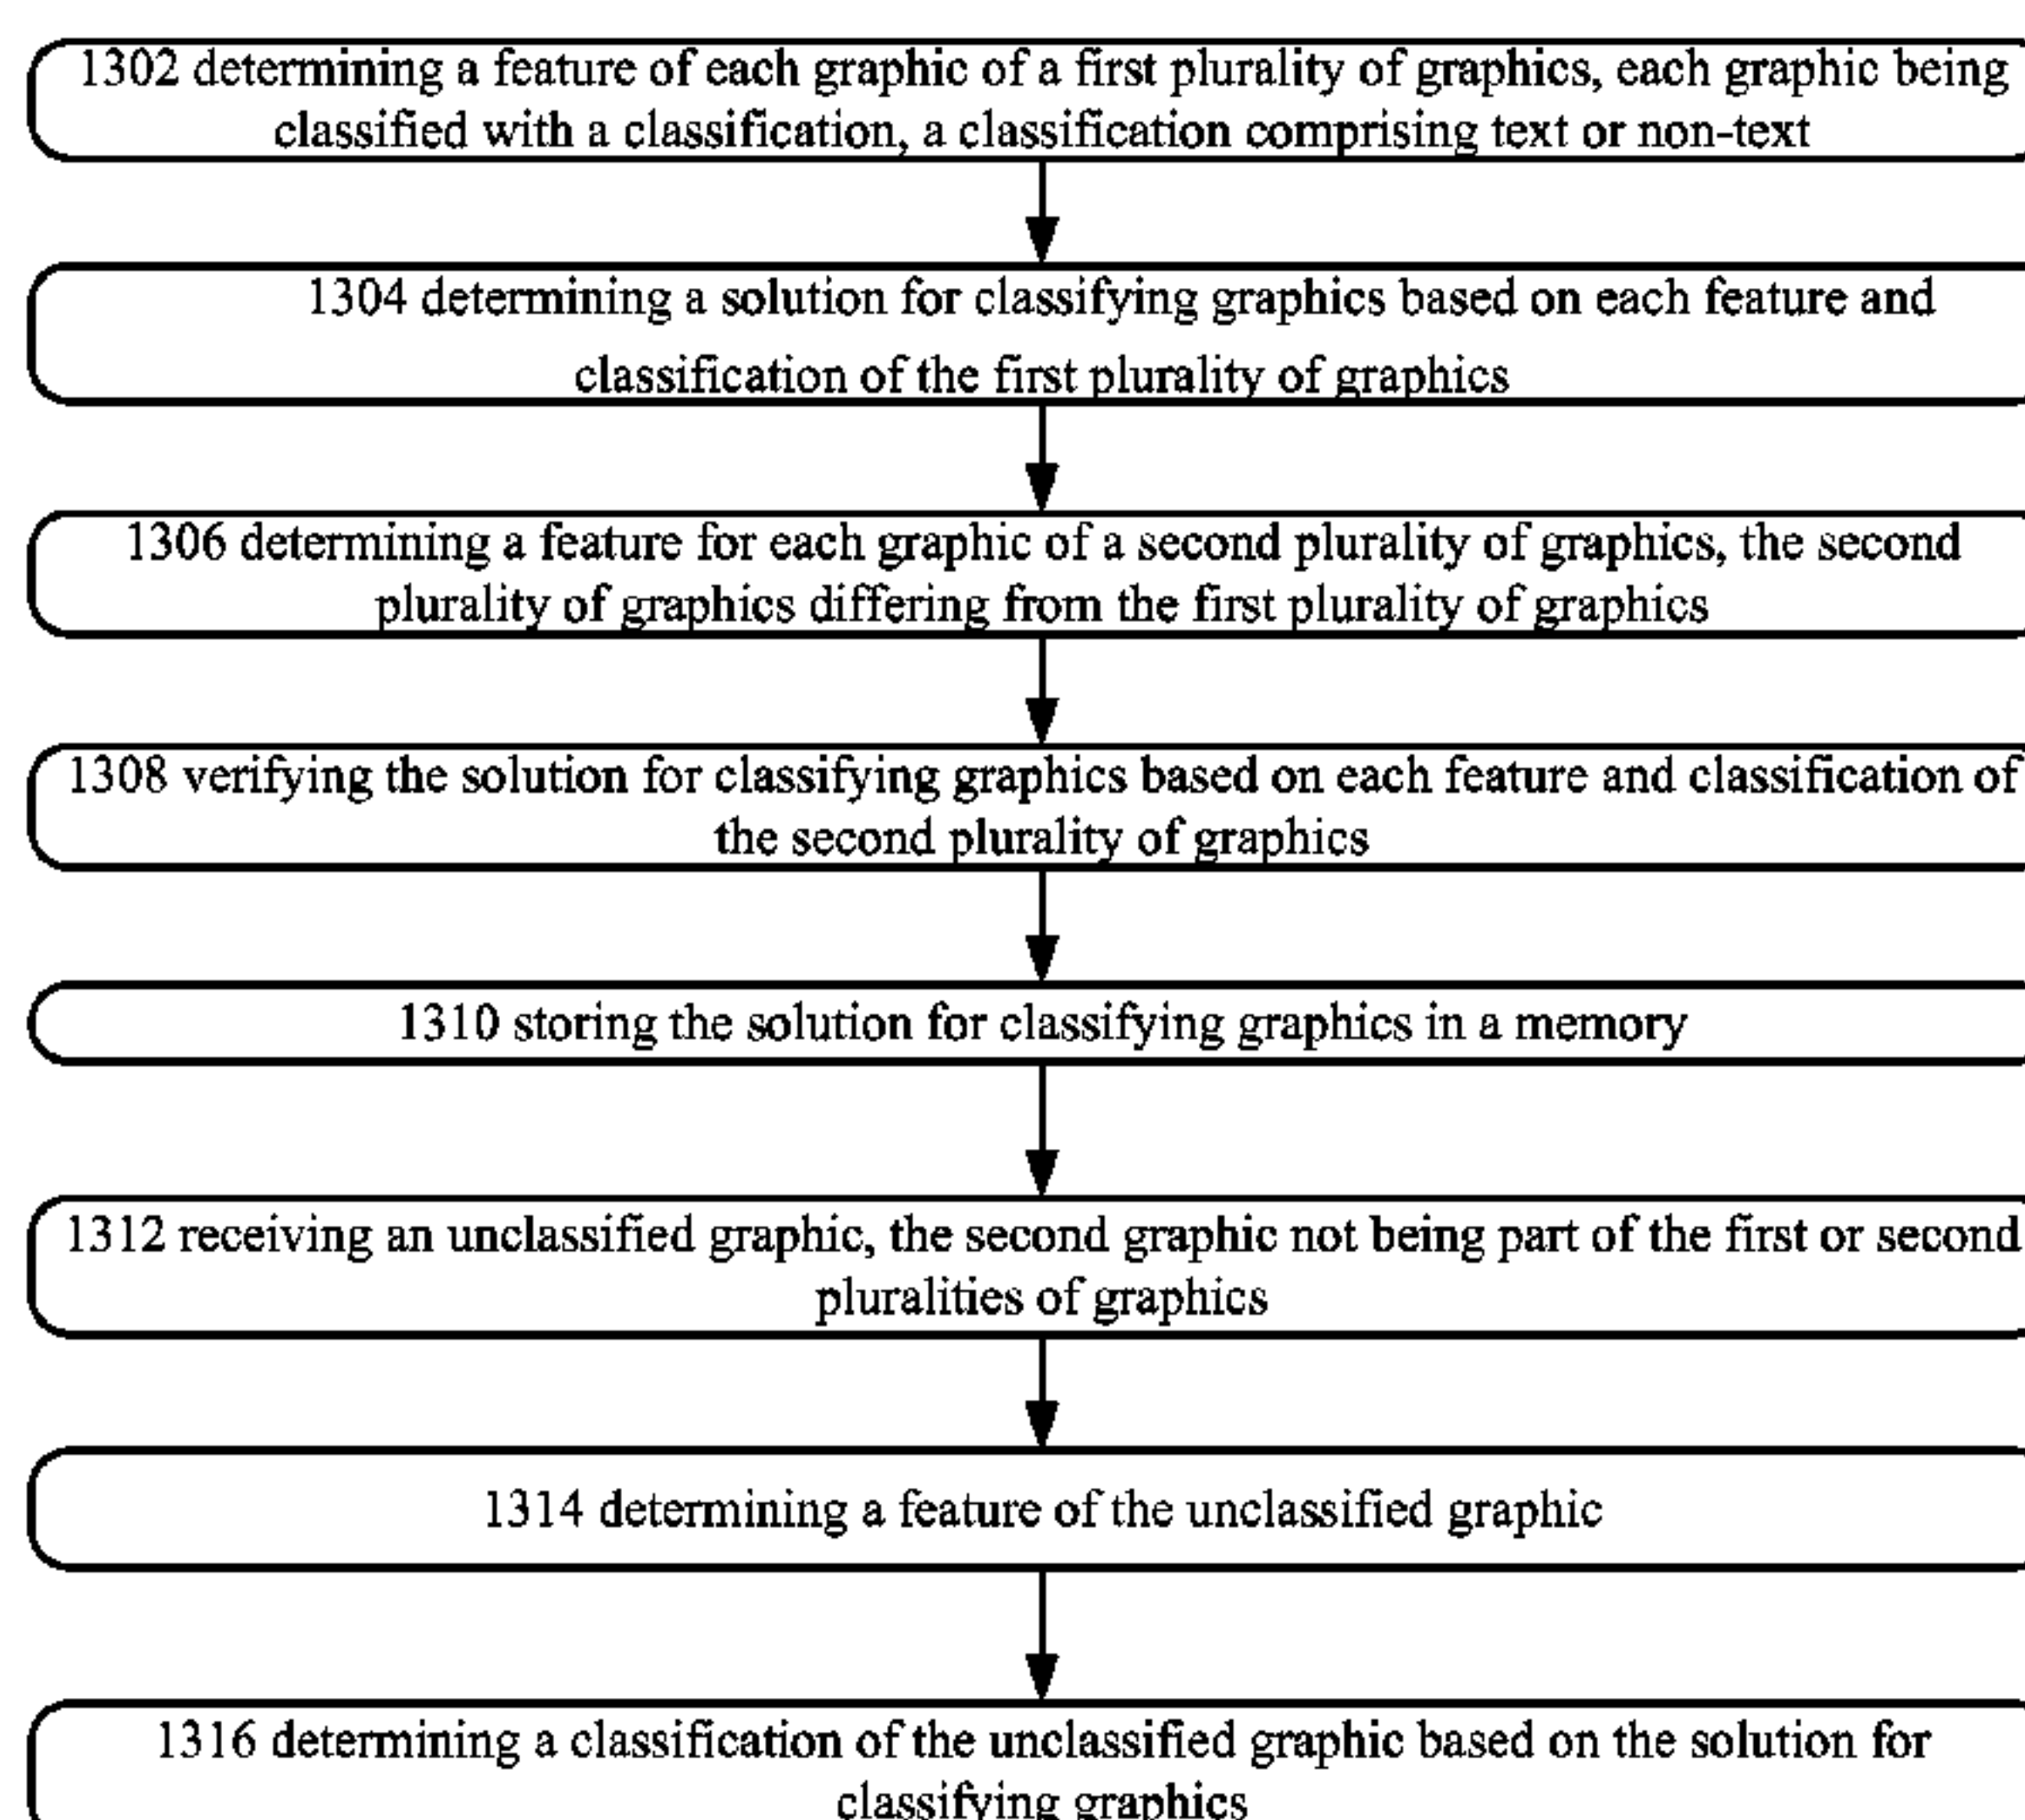 1302 determining a feature of each graphic of a first plurality of graphics, each graphic being
classified with a classification, a classification comprising text or non-text
1304 determining a solution for classifying graphics based on each feature and
classification of the first plurality of graphics
1306 determining a feature for each graphic of a second plurality of graphics, the second
plurality of graphics differing from the first plurality of graphics
1308 verifying the solution for classifying graphics based on each feature and classification of
the second plurality of graphics
1310 storing the solution for classifying graphics in a memory
1312 receiving an unclassified graphic, the second graphic not being part of the first or second
pluralities of graphics
1314 determining a feature of the unclassified graphic
1316 determining a classification of the unclassified graphic based on the solution for
classifying graphics